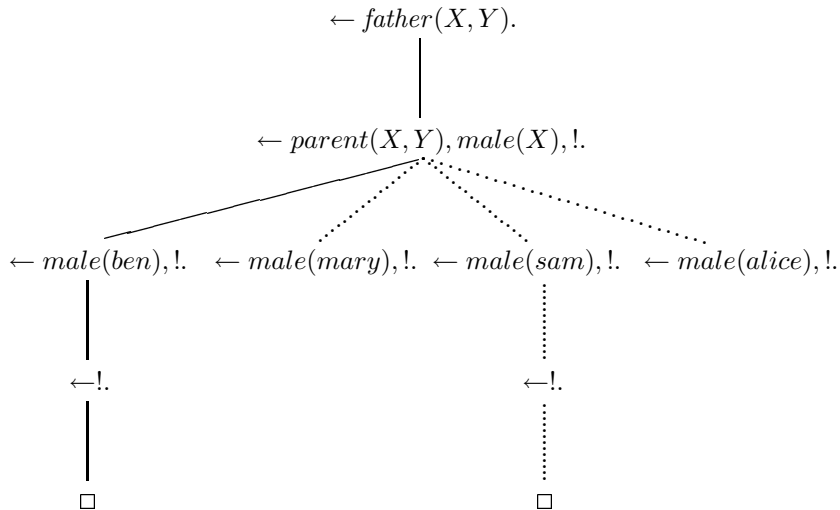 ← father(X, Y).
← parent(X, Y), male(X), !.
← male(ben), !. ← male(mary), !. ← male(sam), !. ← male(alice), !.
←!. ←!.
□ □